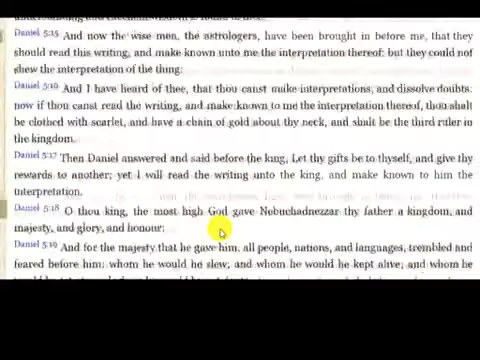 Daniel 5:15 And now the wise men, the astrologers, have been brought in before me, that they
should read this writing, and make known unto me the interpretation thereof: but they could not
shew the interpretation of the thing:
Daniel 5:16 And I have heard of thee, that thou canst make interpretations, and dissolve doubts:
now if thou canst read the writing, and make known to me the interpretation thereof, thou shalt
be clothed with scarlet, and have a chain of gold about thy neck, and shalt be the third ruler in
the kingdom.
Daniel 5:17 Then Daniel answered and said before the king, Let thy gifts be to thyself, and give thy
rewards to another; yet I will read the writing unto the king, and make known to him the
interpretation.
Daniel 5:18 O thou king, the most high God gave Nebuchadnezzar thy father a kingdom, and
majesty, and glory, and honour:
Daniel 5:19 And for the majesty that he gave him, all people, nations, and languages, trembled and
feared before him: whom he would he slew; and whom he would he kept alive; and whom he